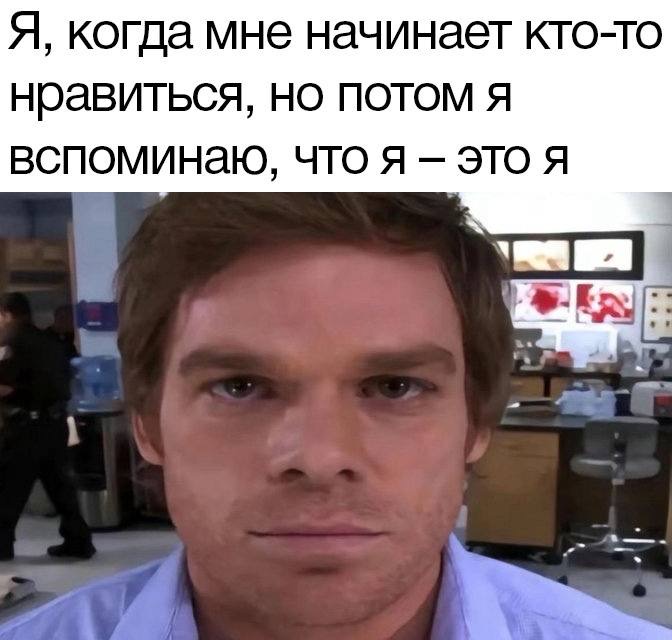 Я, когда мне начинает кто-то
нравиться, но потом я
вспоминаю, что я – это я